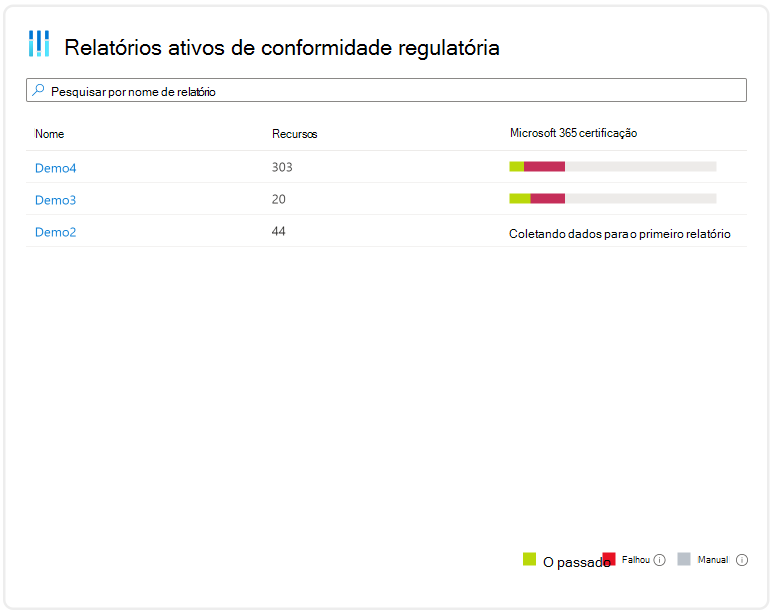 Relatórios ativos de conformidade regulatória
Pesquisar por nome de relatório
Nome Recursos Microsoft 365 certificação
Demo4 303
Demo3 20
Demo2 44 Coletando dados para o primeiro relatório
O passado Falhou Manual